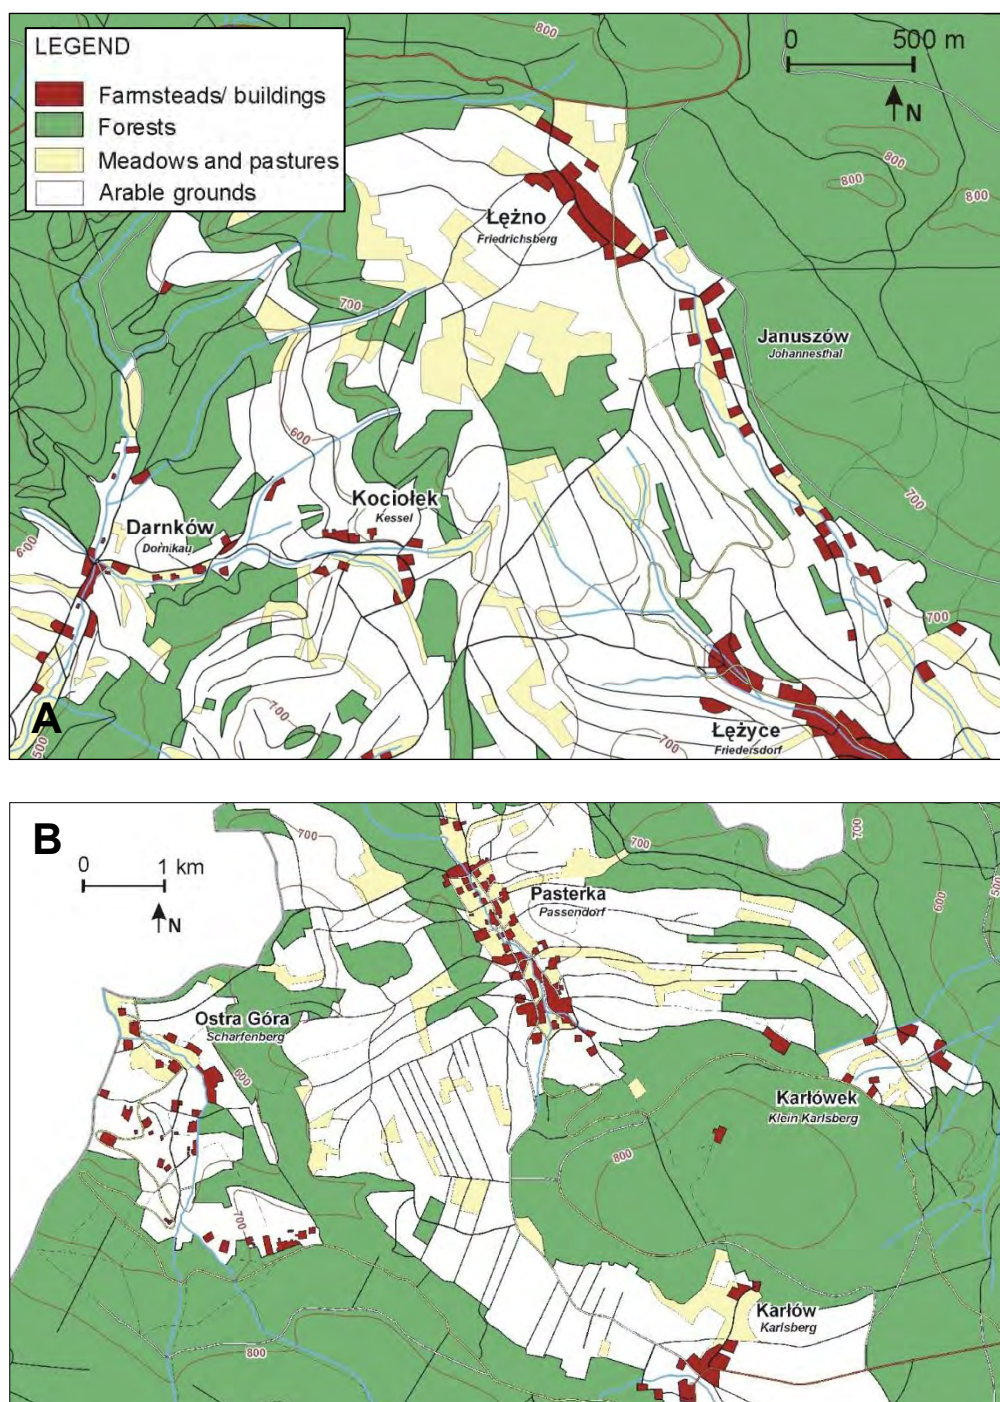 LEGEND
Farmsteads/ buildings
Forests
Meadows and pastures
Arable grounds
0 500 m
N
800
800
800
800
Łężno
Friedrichsberg
700
Januszów
Johannesthal
600
Kociołek
Kessel
Darnków
Dornikau
600
700
700
700
700
Łężyce
Friedersdorf
A
500
B
0 1 km
N
700
700
700
600
500
Pasterka
Passendorf
Ostra Góra
Scharfenberg
600
Karłówek
Klein Karlsberg
800
700
Karłów
Karlsberg
800